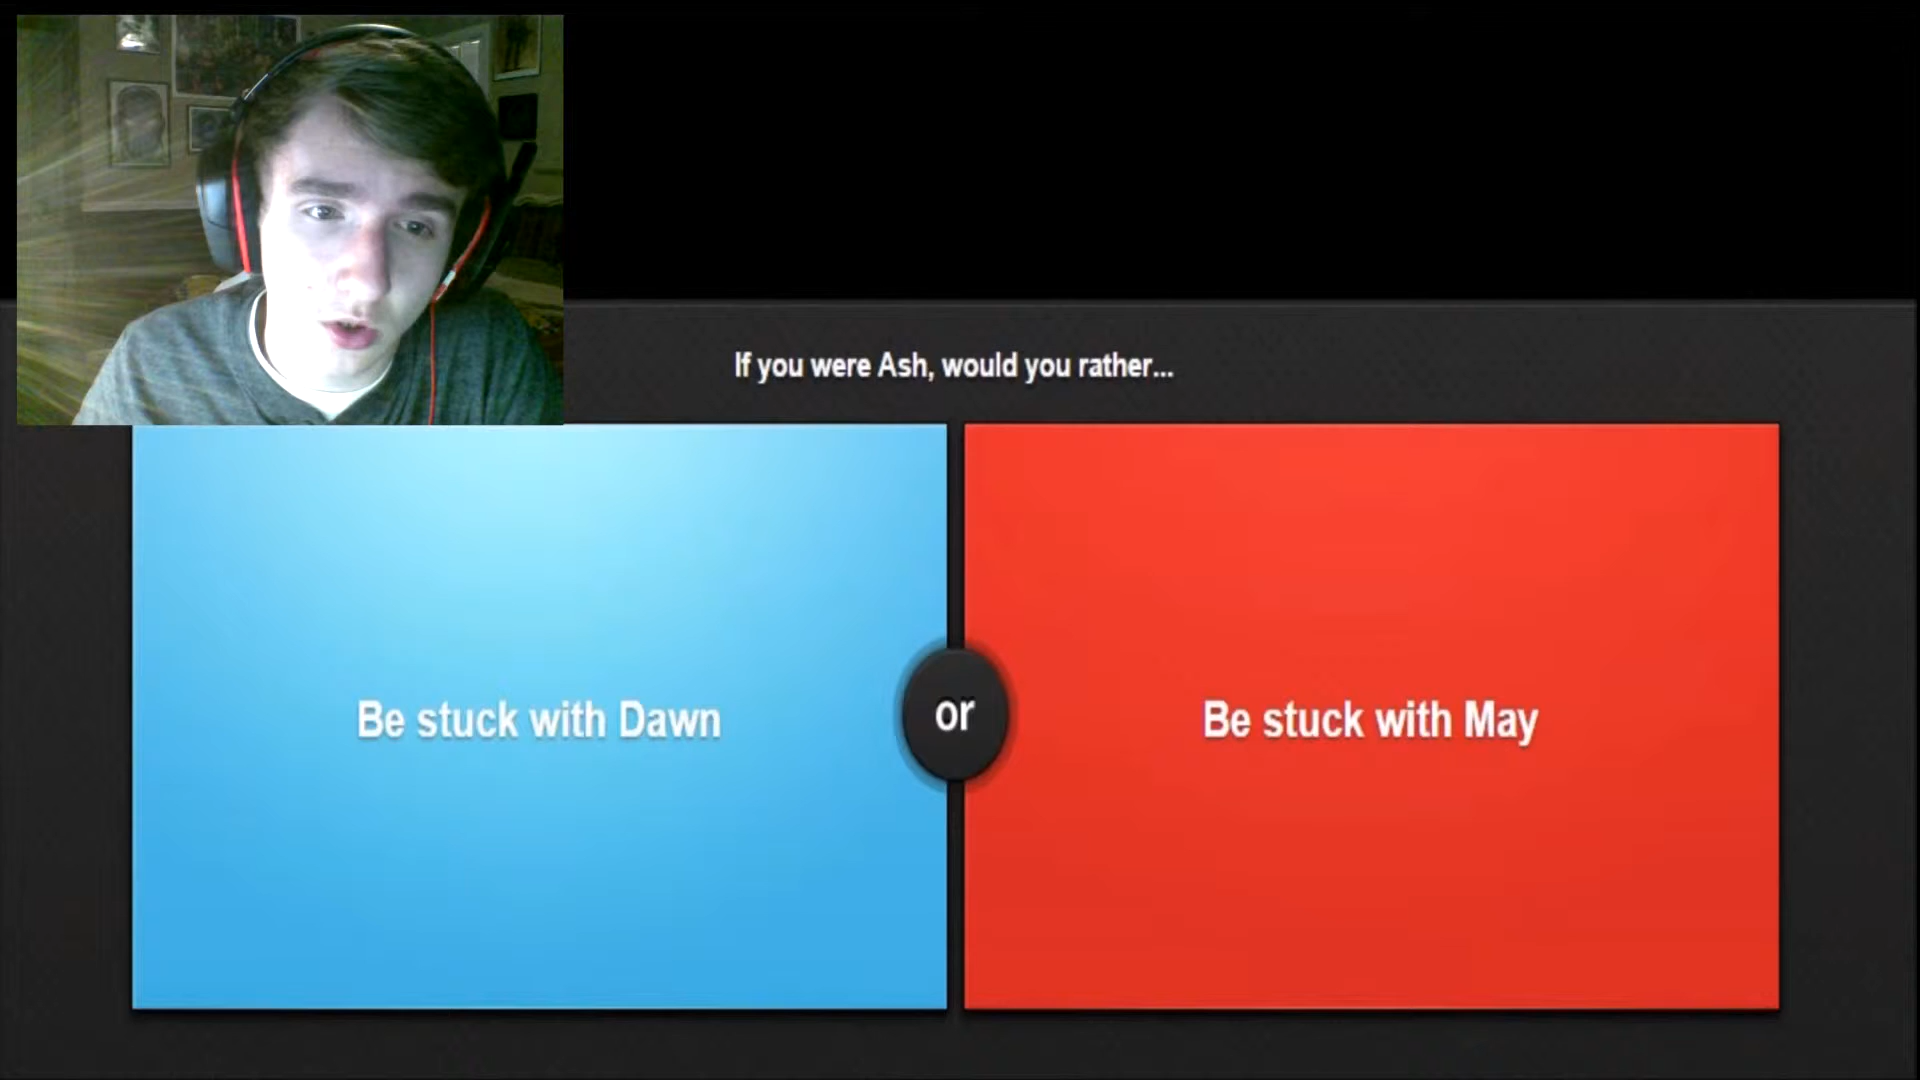 If you were Ash, would you rather...
Be stuck with Dawn
or
Be stuck with May